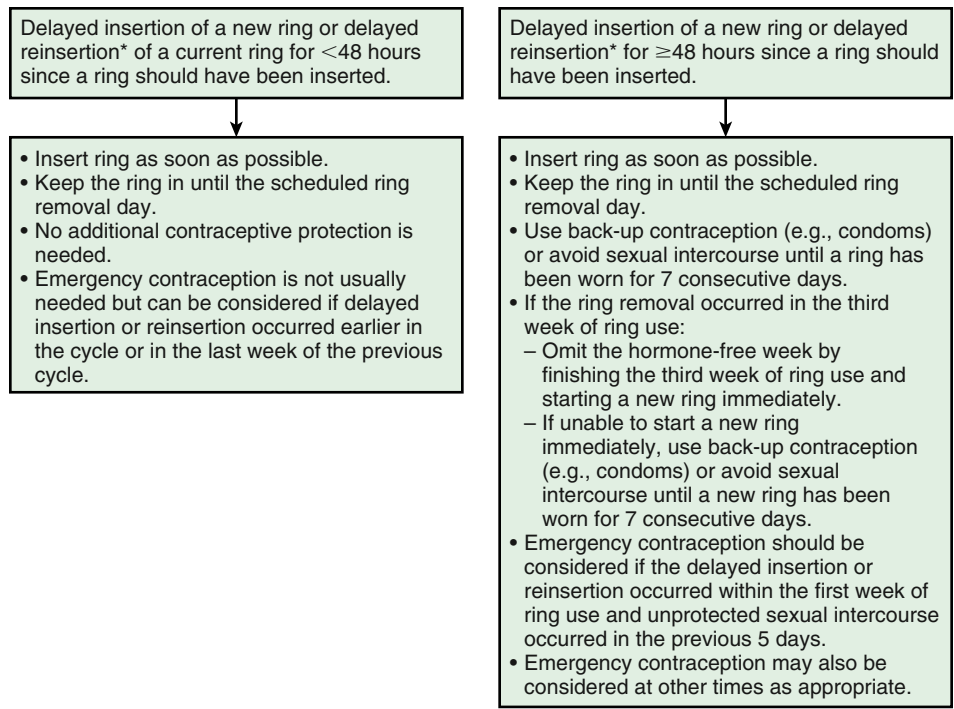 Delayed insertion of a new ring or delayed
reinsertion* of a current ring for <48 hours
since a ring should have been inserted.
• Insert ring as soon as possible.
• Keep the ring in until the scheduled ring
removal day.
• No additional contraceptive protection is
needed.
• Emergency contraception is not usually
needed but can be considered if delayed
insertion or reinsertion occurred earlier in
the cycle or in the last week of the previous
cycle.
Delayed insertion of a new ring or delayed
reinsertion* for ≥48 hours since a ring should
have been inserted.
• Insert ring as soon as possible.
• Keep the ring in until the scheduled ring
removal day.
• Use back-up contraception (e.g., condoms)
or avoid sexual intercourse until a ring has
been worn for 7 consecutive days.
• If the ring removal occurred in the third
week of ring use:
– Omit the hormone-free week by
finishing the third week of ring use and
starting a new ring immediately.
– If unable to start a new ring
immediately, use back-up contraception
(e.g., condoms) or avoid sexual
intercourse until a new ring has been
worn for 7 consecutive days.
• Emergency contraception should be
considered if the delayed insertion or
reinsertion occurred within the first week of
ring use and unprotected sexual intercourse
occurred in the previous 5 days.
• Emergency contraception may also be
considered at other times as appropriate.